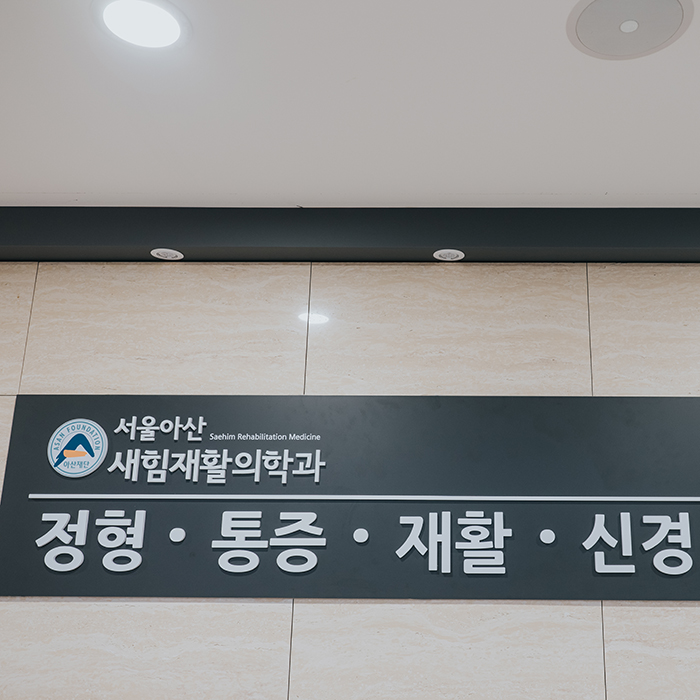 ASAN FOUNDATION
아산재단
서울아산
Saehim Rehabilitation Medicine
새힘재활의학과
정형 · 통증 · 재활 · 신경